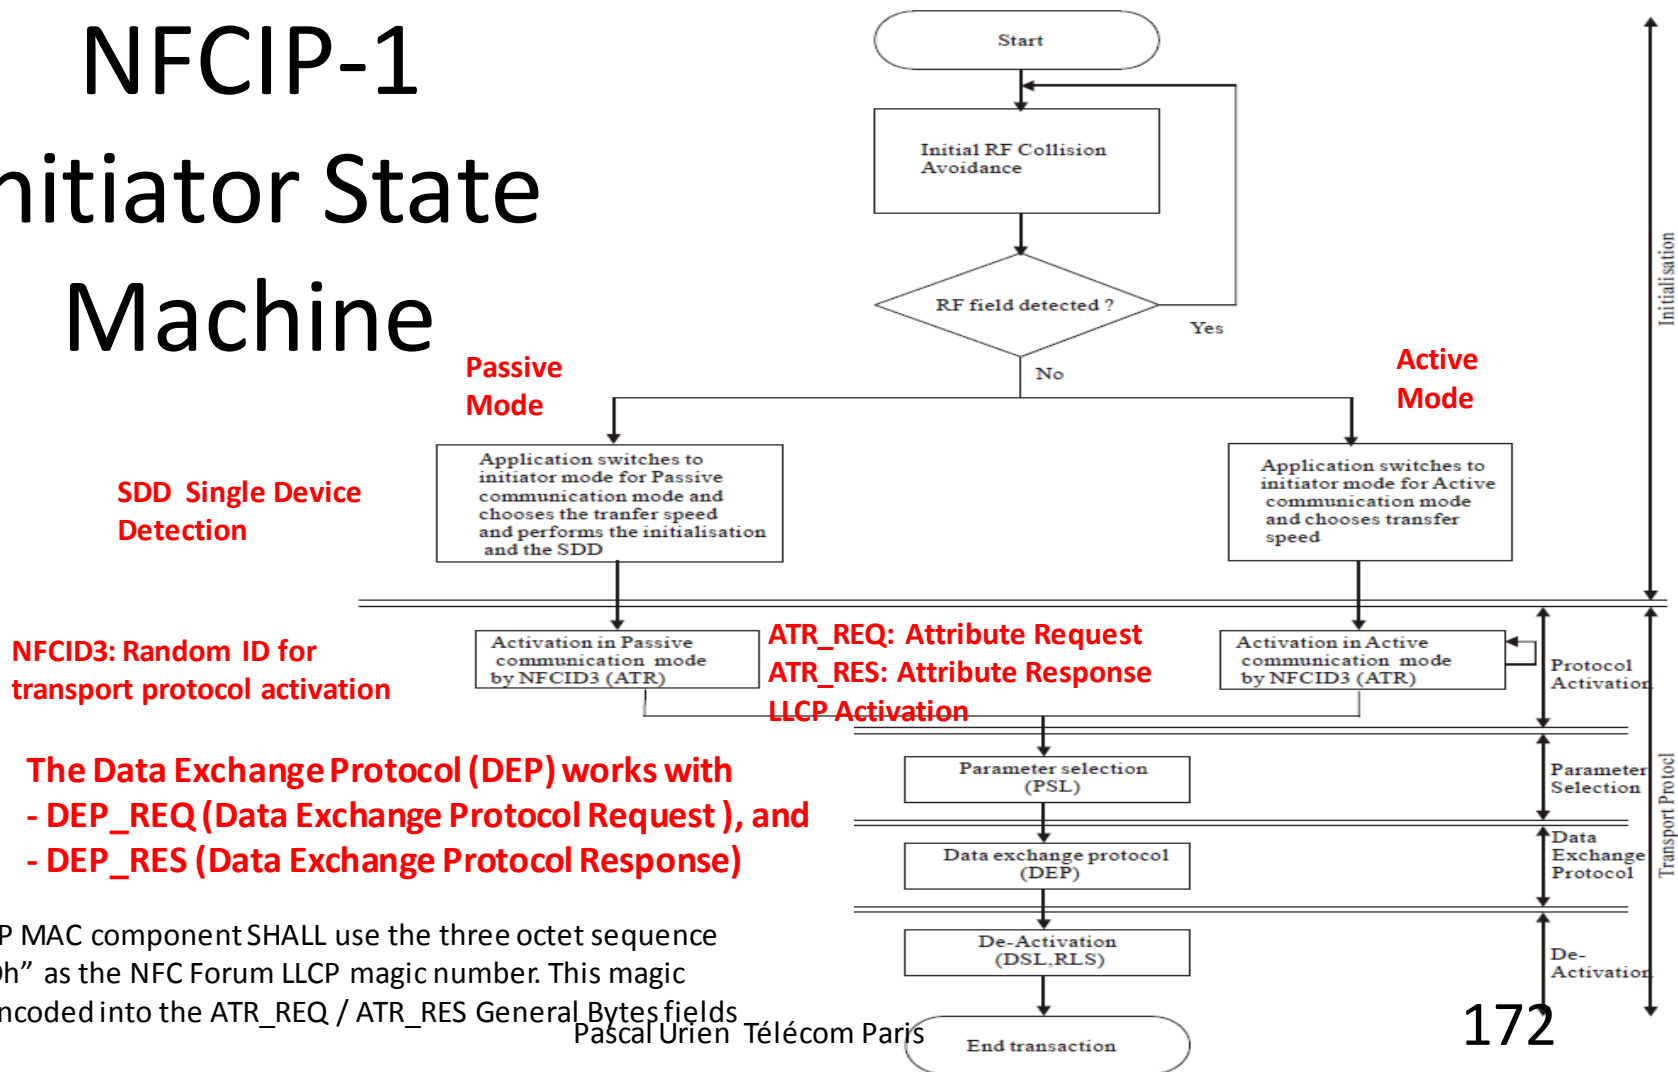 NFCIP-1
nitiator State
Machine
Start
Initial RF Collision
Avoidance
RF field detected ?
Yes
No
Initialisation
Passive
Mode
Active
Mode
SDD Single Device
Detection
Application switches to
initiator mode for Passive
communication mode and
chooses the tranfer speed
and performs the initialisation
and the SDD
Application switches to
initiator mode for Active
communication mode
and chooses transfer
speed
NFCID3: Random ID for
transport protocol activation
Activation in Passive
communication mode
by NFCID3 (ATR)
ATR_REQ: Attribute Request
ATR_RES: Attribute Response
LLCP Activation
Activation in Active
communication mode
by NFCID3 (ATR)
Protocol
Activation
The Data Exchange Protocol (DEP) works with
- DEP_REQ (Data Exchange Protocol Request ), and
- DEP_RES (Data Exchange Protocol Response)
Parameter selection
(PSL)
Parameter
Selection
Data exchange protocol
(DEP)
Data
Exchange
Protocol
Transport Protocl
De-Activation
(DSL,RLS)
De-
Activation
P MAC component SHALL use the three octet sequence
Dh” as the NFC Forum LLCP magic number. This magic
ncoded into the ATR_REQ / ATR_RES General Bytes fields
Pascal Urien Télécom Paris
End transaction
172